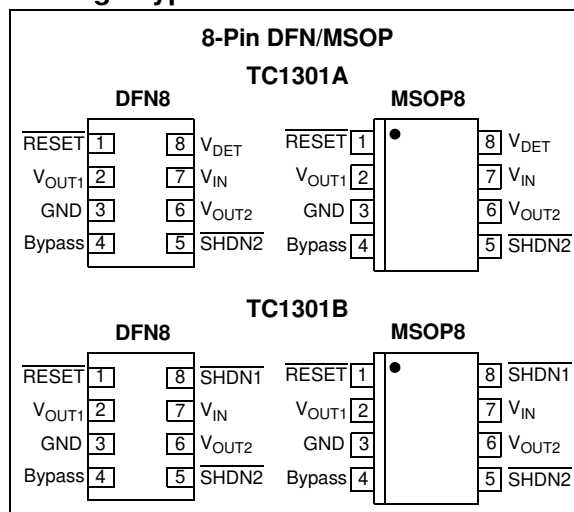 8-Pin DFN/MSOP
TC1301A
DFN8 MSOP8
RESET 1 8 VDET RESET 1 8 VDET
VOUT1 2 7 VIN VOUT1 2 7 VIN
GND 3 6 VOUT2 GND 3 6 VOUT2
Bypass 4 5 SHDN2 Bypass 4 5 SHDN2
TC1301B
DFN8 MSOP8
RESET 1 8 SHDN1 RESET 1 8 SHDN1
VOUT1 2 7 VIN VOUT1 2 7 VIN
GND 3 6 VOUT2 GND 3 6 VOUT2
Bypass 4 5 SHDN2 Bypass 4 5 SHDN2